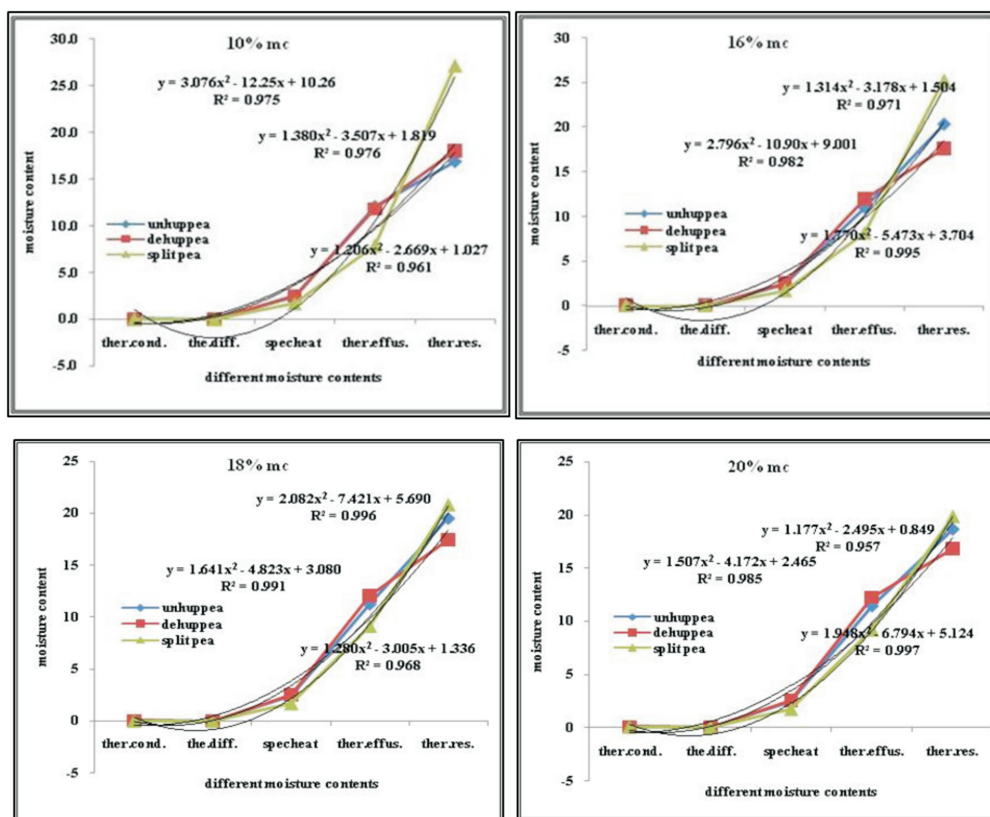 10% mc
30.0
25.0
20.0
15.0
10.0
5.0
0.0
-5.0
moisture content
y = 3.076x² - 12.25x + 10.26
R² = 0.975
y = 1.380x² - 3.507x + 1.819
R² = 0.976
y = 1.206x² - 2.669x + 1.027
R² = 0.961
unhuppea
dehuppea
splitpea
ther.cond. the.diff. specheat ther.effus. ther.res.
different moisture contents
16% mc
30
25
20
15
10
5
0
-5
moisture content
y = 1.314x² - 3.178x + 1.504
R² = 0.971
y = 2.796x² - 10.90x + 9.001
R² = 0.982
y = 1.770x² - 5.473x + 3.704
R² = 0.995
unhuppea
dehuppea
splitpea
ther.cond. the.diff. specheat ther.effus. ther.res.
different moisture contents
18% mc
25
20
15
10
5
0
-5
moisture content
y = 2.082x² - 7.421x + 5.690
R² = 0.996
y = 1.641x² - 4.823x + 3.080
R² = 0.991
y = 1.280x² - 3.005x + 1.336
R² = 0.968
unhuppea
dehuppea
splitpea
ther.cond. the.diff. specheat ther.effus. ther.res.
different moisture contents
20% mc
25
20
15
10
5
0
-5
moisture content
y = 1.177x² - 2.495x + 0.849
R² = 0.957
y = 1.507x² - 4.172x + 2.465
R² = 0.985
y = 1.948x² - 6.794x + 5.124
R² = 0.997
unhuppea
dehuppea
splitpea
ther.cond. the.diff. specheat ther.effus. ther.res.
different moisture contents